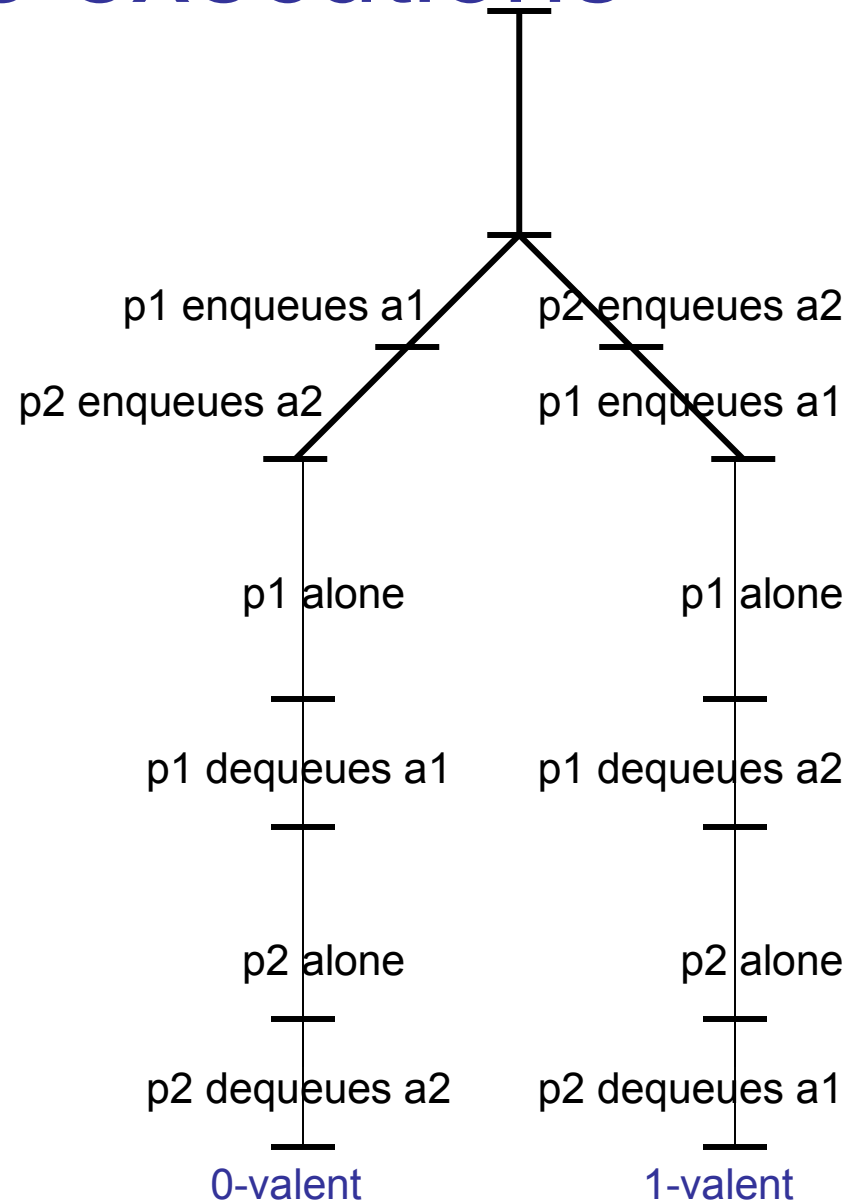 p1 enqueues a1 p2 enqueues a2
p2 enqueues a2 p1 enqueues a1
p1 alone p1 alone
p1 dequeues a1 p1 dequeues a2
p2 alone p2 alone
p2 dequeues a2 p2 dequeues a1
0-valent 1-valent